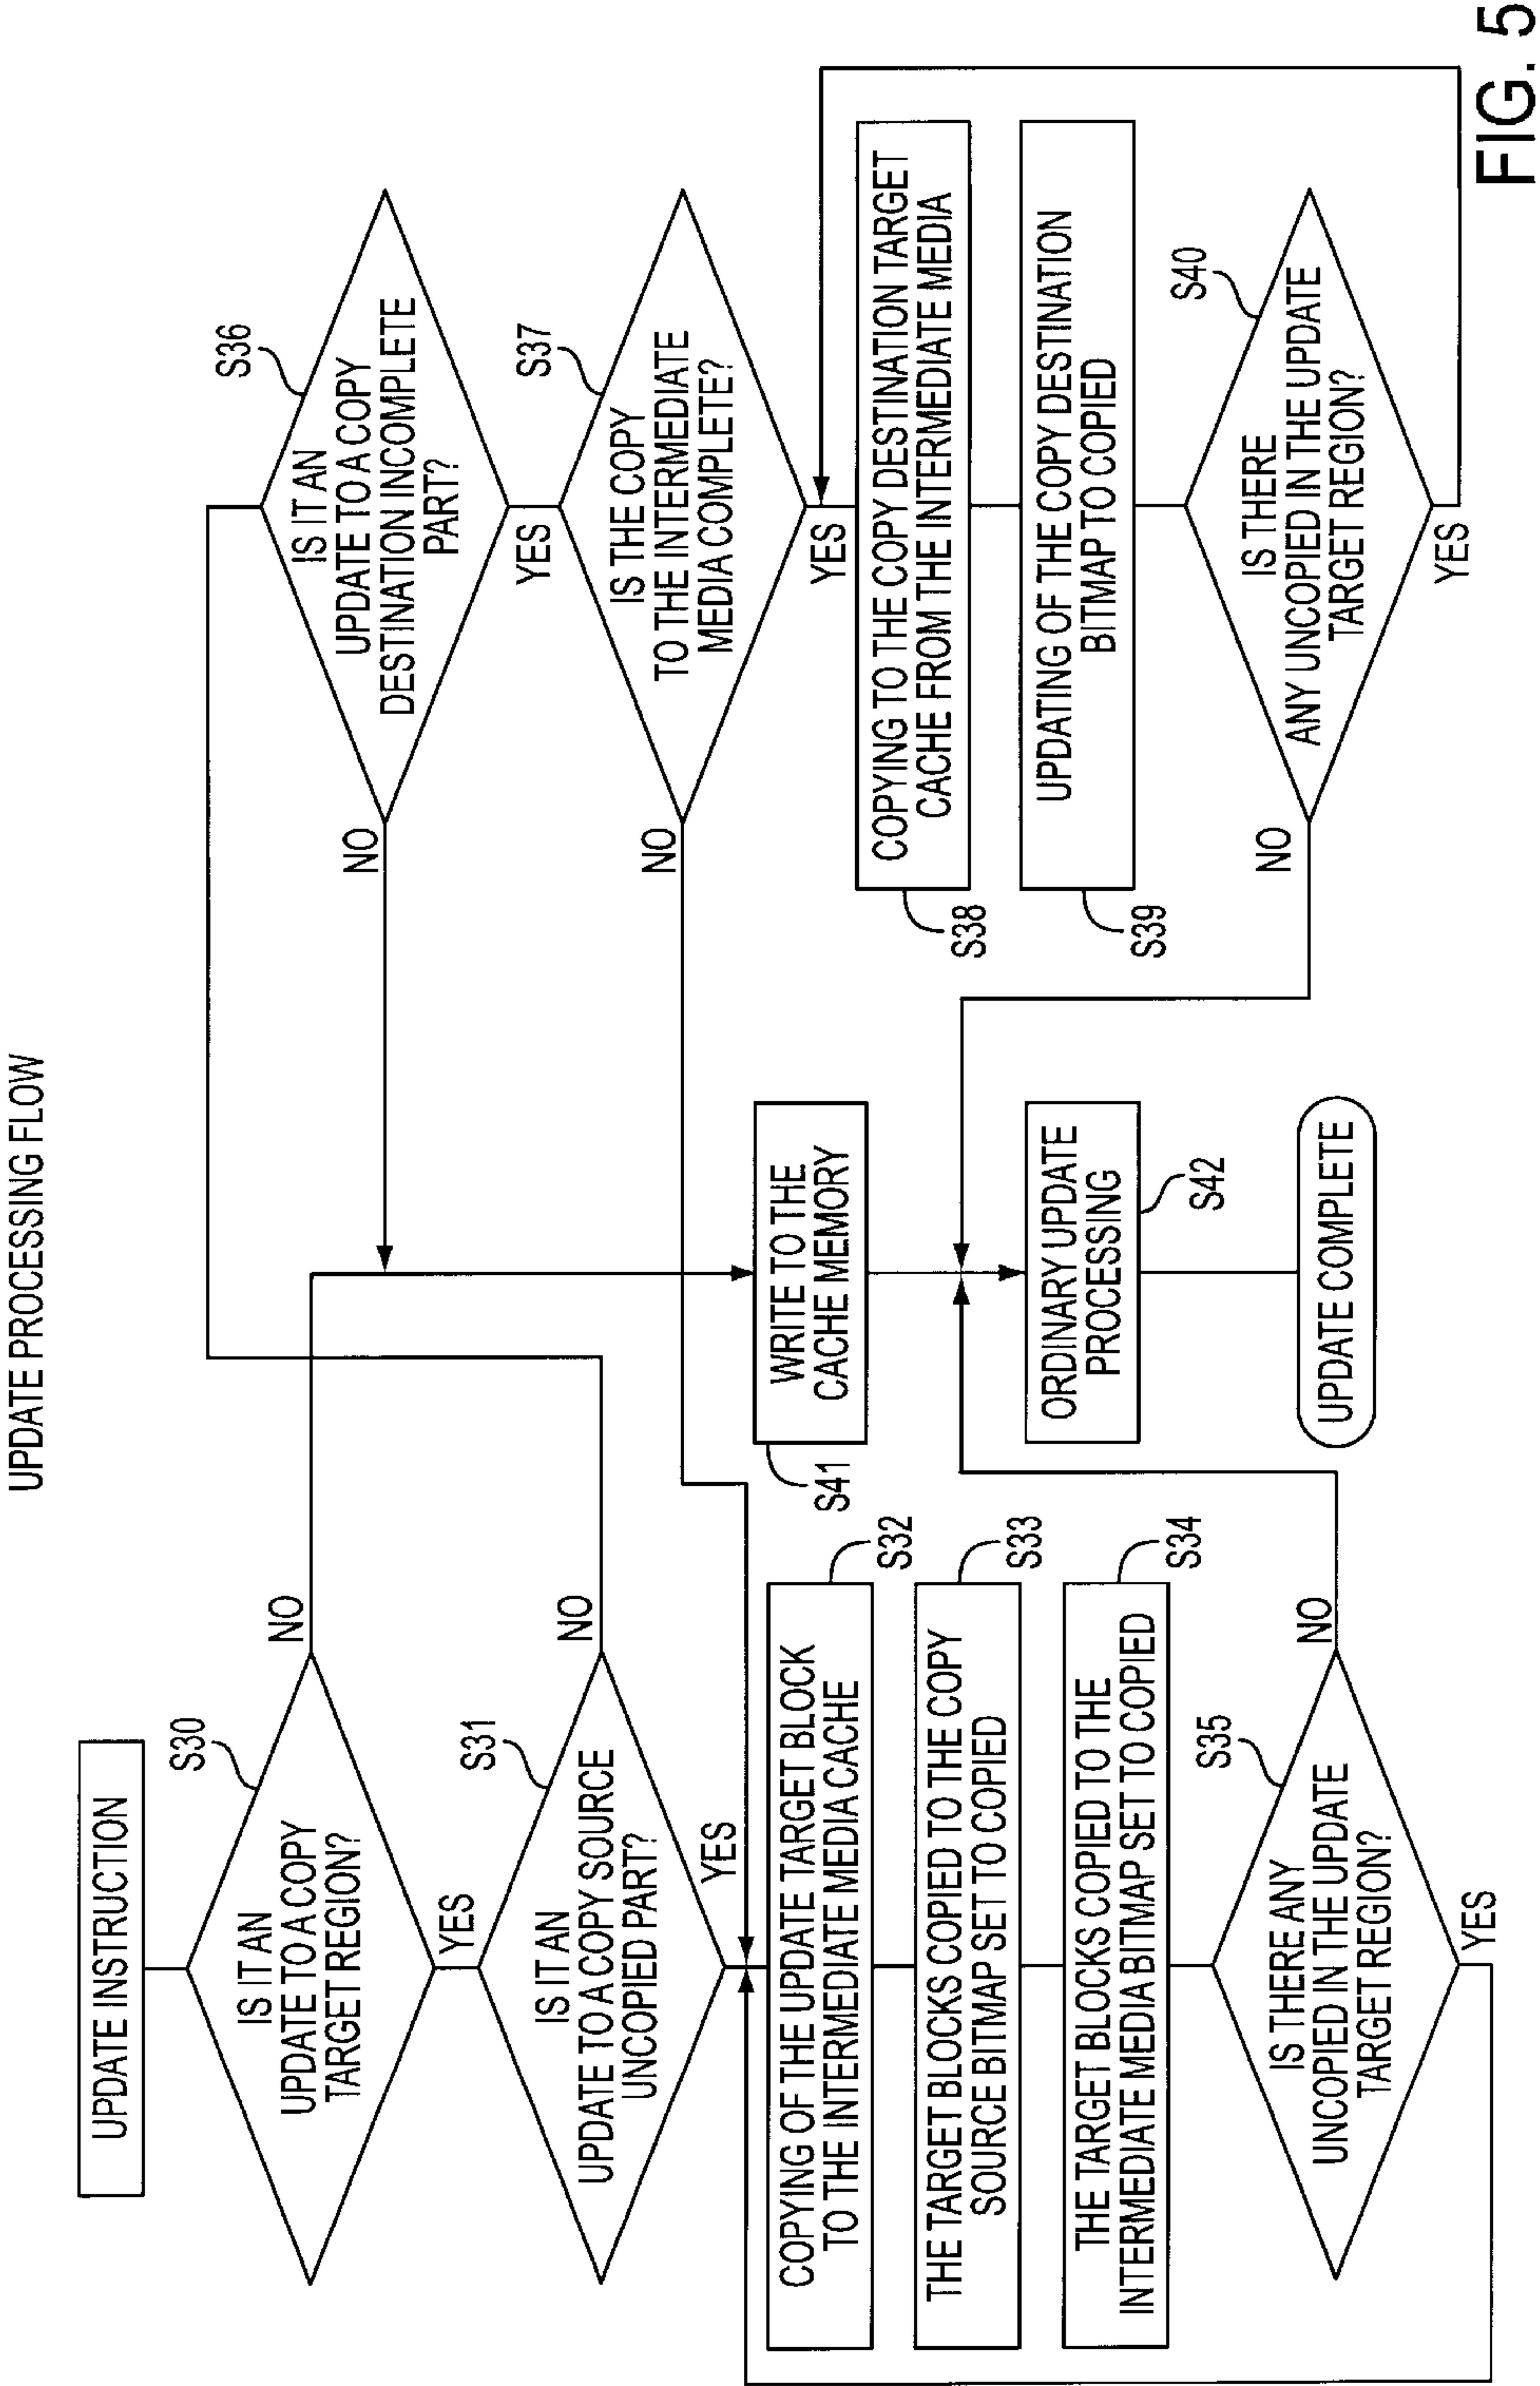 UPDATE PROCESSING FLOW
UPDATE INSTRUCTION
S30
IS IT AN
UPDATE TO A COPY
TARGET REGION?
NO
YES
S31
IS IT AN
UPDATE TO A COPY SOURCE
UNCOPIED PART?
NO
YES
S32
COPYING OF THE UPDATE TARGET BLOCK
TO THE INTERMEDIATE MEDIA CACHE
S33
THE TARGET BLOCKS COPIED TO THE COPY
SOURCE BITMAP SET TO COPIED
S34
THE TARGET BLOCKS COPIED TO THE
INTERMEDIATE MEDIA BITMAP SET TO COPIED
S35
IS THERE ANY
UNCOPIED IN THE UPDATE
TARGET REGION?
NO
YES
S41
WRITE TO THE
CACHE MEMORY
ORDINARY UPDATE
PROCESSING
S42
UPDATE COMPLETE
S36
IS IT AN
UPDATE TO A COPY
DESTINATION INCOMPLETE
PART?
NO
YES
S37
IS THE COPY
TO THE INTERMEDIATE
MEDIA COMPLETE?
NO
YES
COPYING TO THE COPY DESTINATION TARGET
CACHE FROM THE INTERMEDIATE MEDIA
S38
UPDATING OF THE COPY DESTINATION
BITMAP TO COPIED
S39
S40
IS THERE
ANY UNCOPIED IN THE UPDATE
TARGET REGION?
NO
YES
FIG. 5